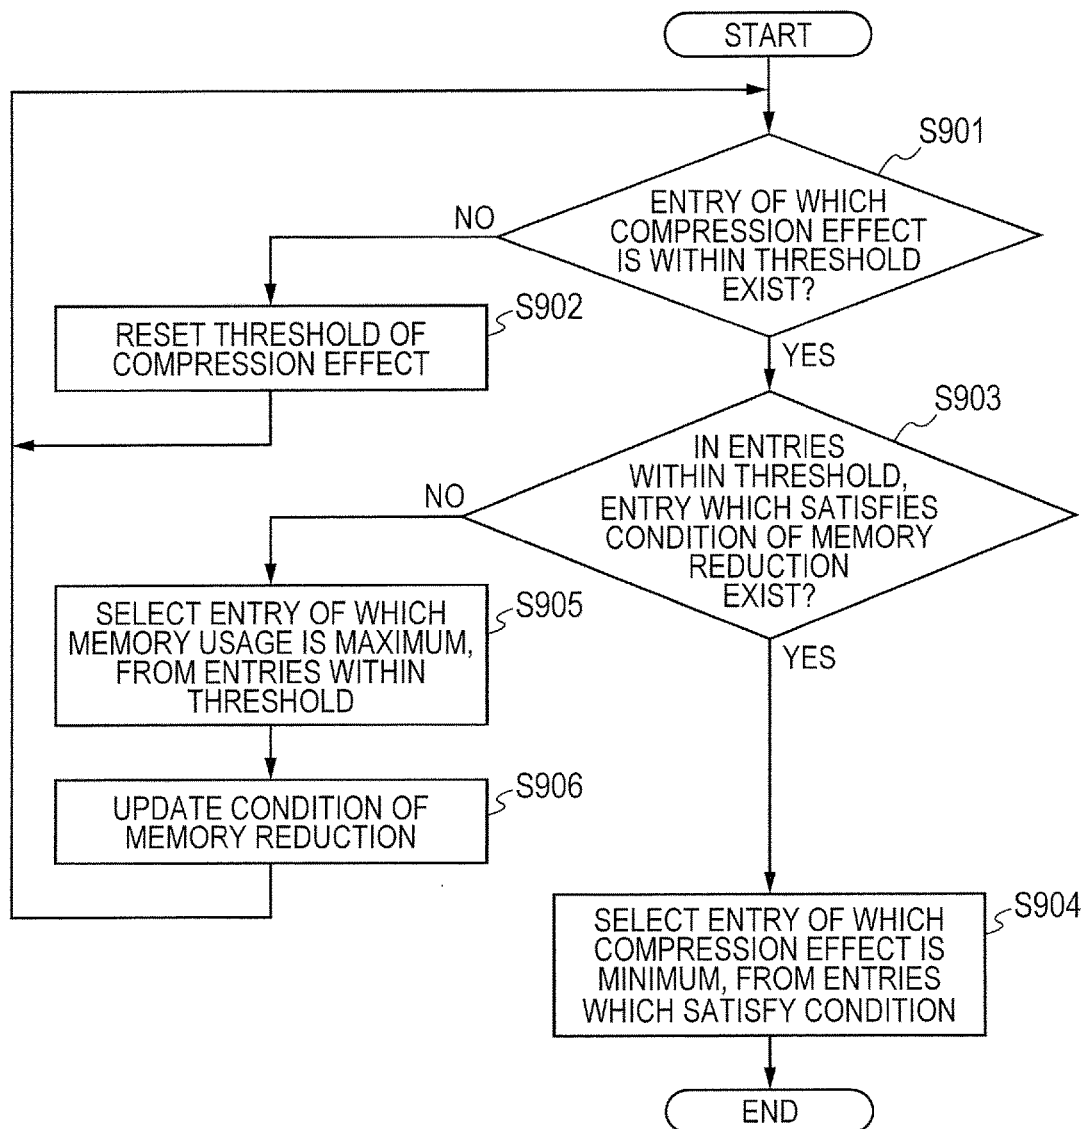 START
S901
ENTRY OF WHICH
COMPRESSION EFFECT
IS WITHIN THRESHOLD
EXIST?
NO
YES
S902
RESET THRESHOLD OF
COMPRESSION EFFECT
S903
IN ENTRIES
WITHIN THRESHOLD,
ENTRY WHICH SATISFIES
CONDITION OF MEMORY
REDUCTION
EXIST?
NO
YES
S905
SELECT ENTRY OF WHICH
MEMORY USAGE IS MAXIMUM,
FROM ENTRIES WITHIN
THRESHOLD
S906
UPDATE CONDITION OF
MEMORY REDUCTION
S904
SELECT ENTRY OF WHICH
COMPRESSION EFFECT IS
MINIMUM, FROM ENTRIES
WHICH SATISFY CONDITION
END